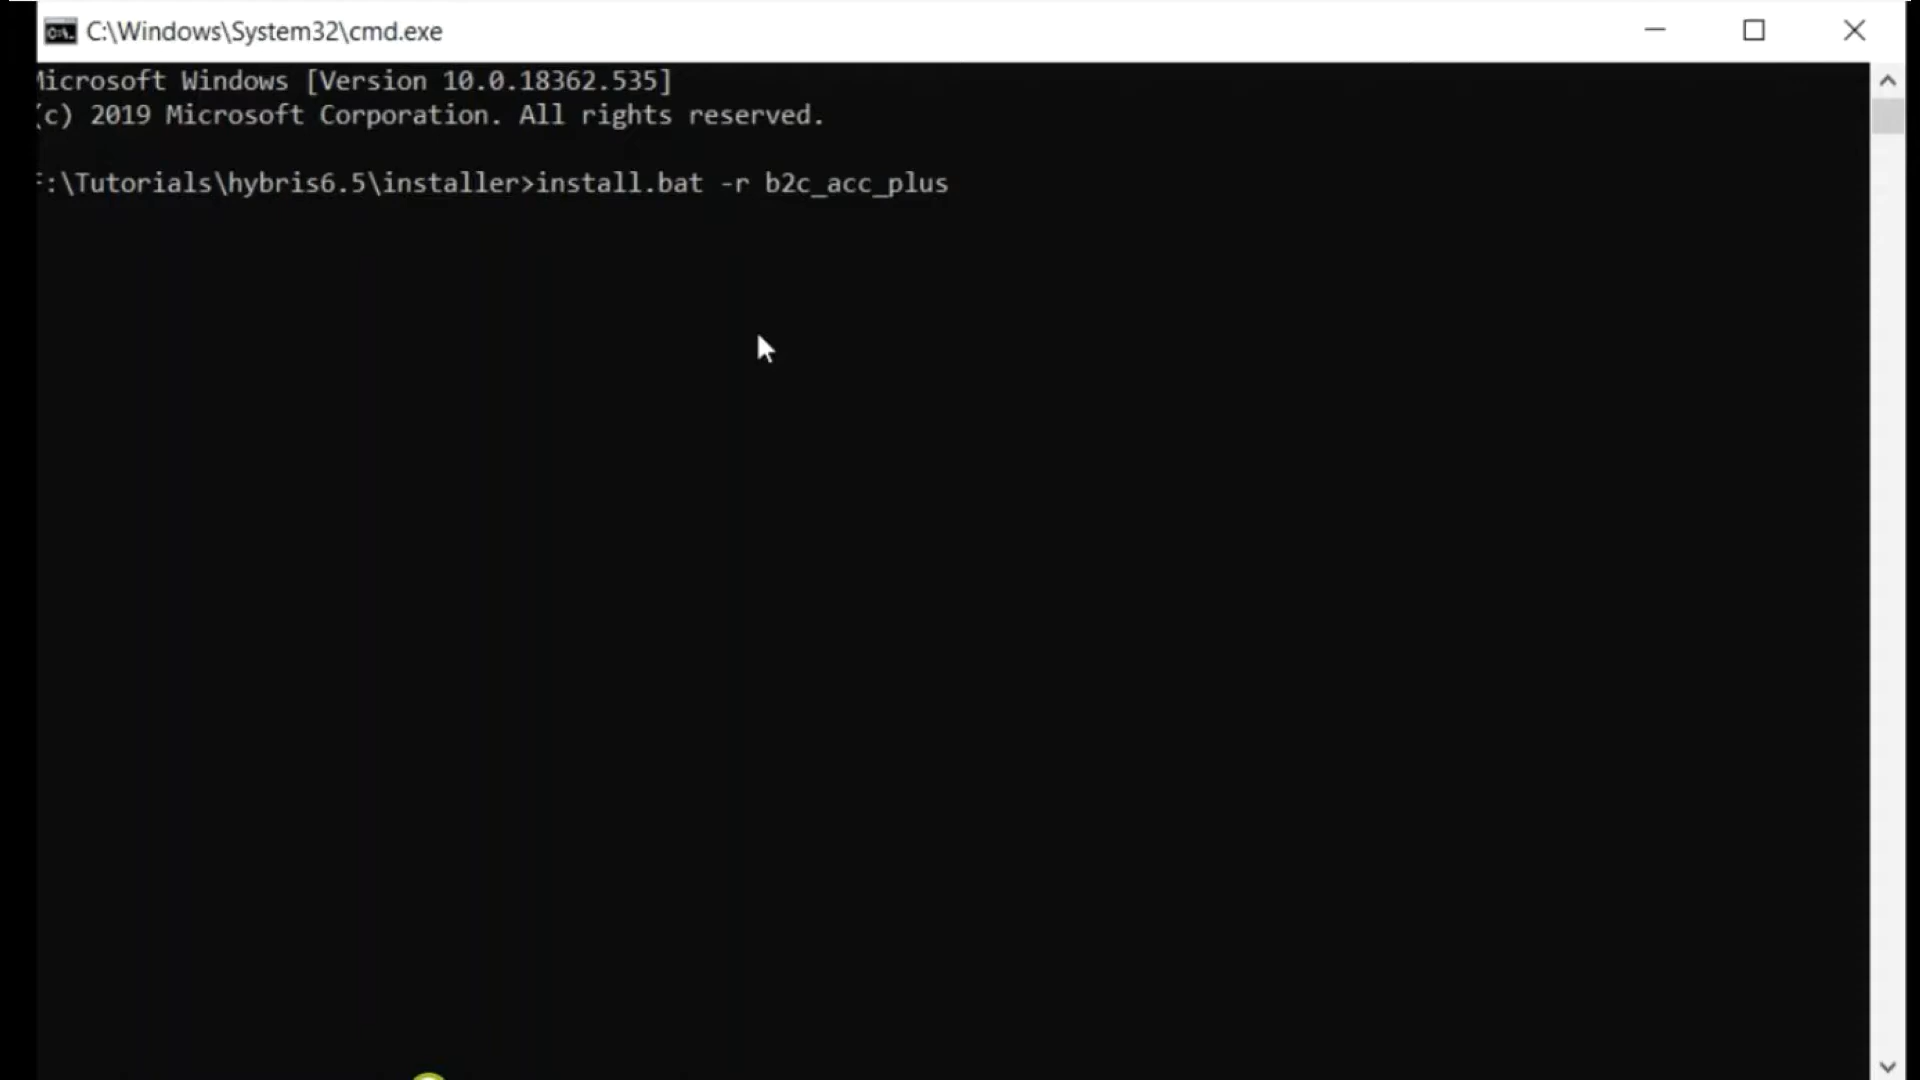 C:\Windows\System32\cmd.exe
Microsoft Windows [Version 10.0.18362.535]
(c) 2019 Microsoft Corporation. All rights reserved.
F:\Tutorials\hybris6.5\installer>install.bat -r b2c_acc_plus